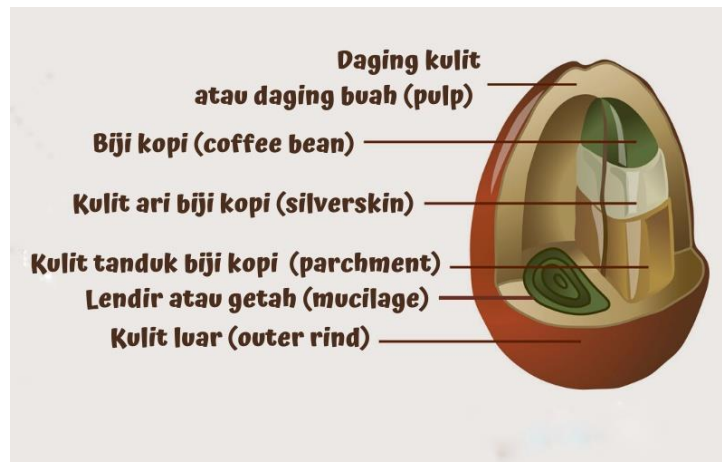 Daging kulit
atau daging buah (pulp)
Biji kopi (coffee bean)
Kulit ari biji kopi (silverskin)
Kulit tanduk biji kopi (parchment)
Lendir atau getah (mucilage)
Kulit luar (outer rind)